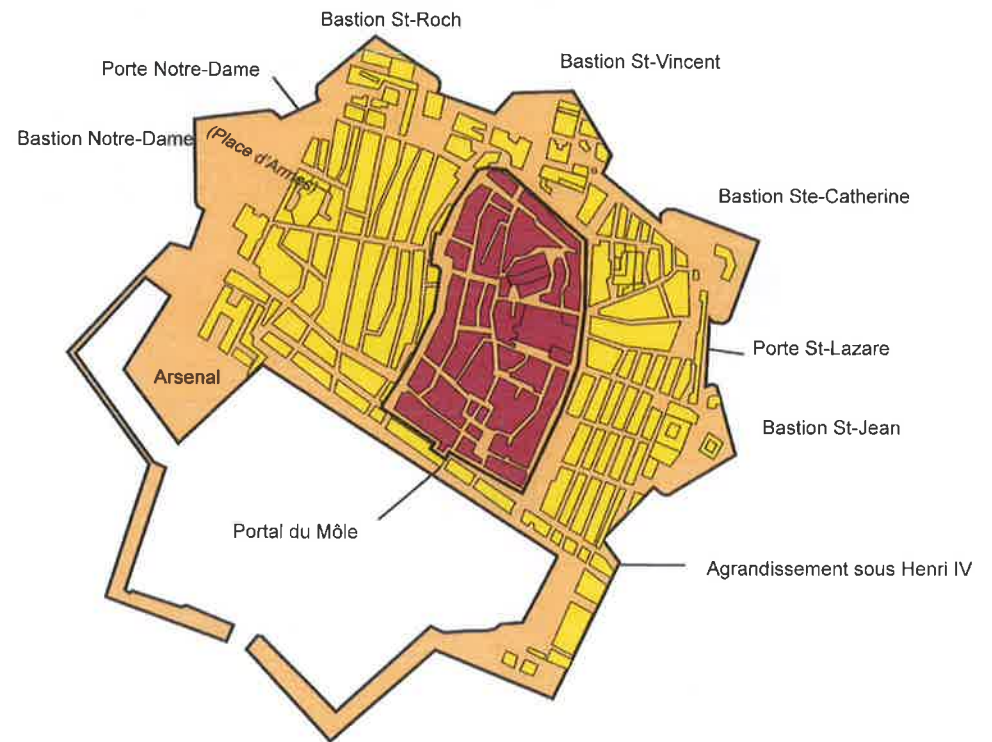 Bastion St-Roch
Bastion St-Vincent
Porte Notre-Dame
Bastion Notre-Dame
(Place d'Armes)
Bastion Ste-Catherine
Porte St-Lazare
Arsenal
Bastion St-Jean
Portal du Môle
Agrandissement sous Henri IV